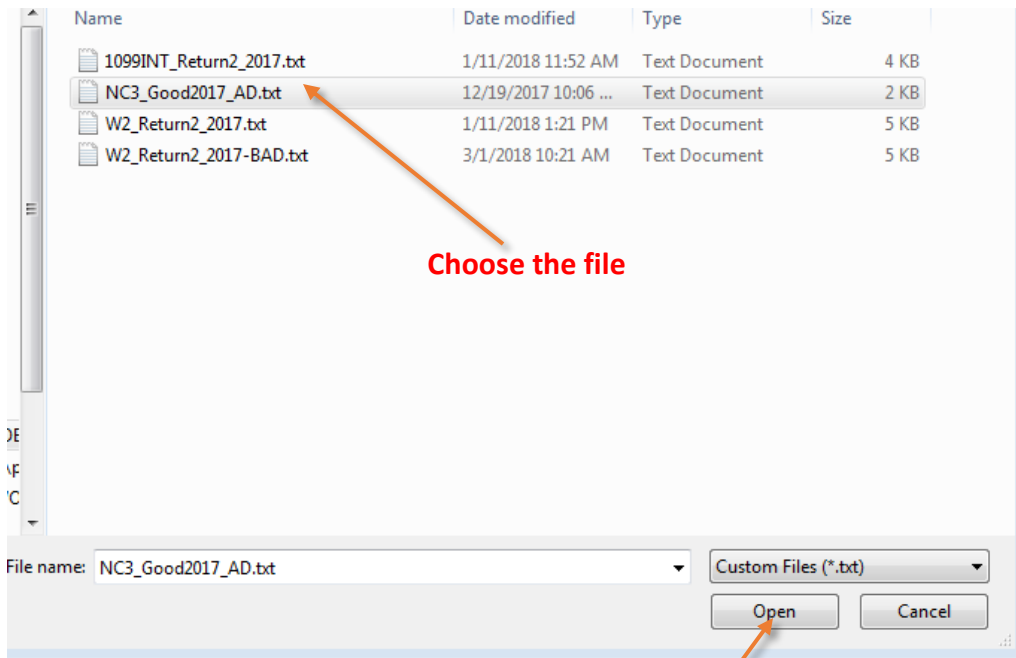 Name Date modified Type Size
1099INT_Return2_2017.txt 1/11/2018 11:52 AM Text Document 4 KB
NC3_Good2017_AD.txt 12/19/2017 10:06 ... Text Document 2 KB
W2_Return2_2017.txt 1/11/2018 1:21 PM Text Document 5 KB
W2_Return2_2017-BAD.txt 3/1/2018 10:21 AM Text Document 5 KB
Choose the file
File name: NC3_Good2017_AD.txt Custom Files (*.txt)
Open Cancel